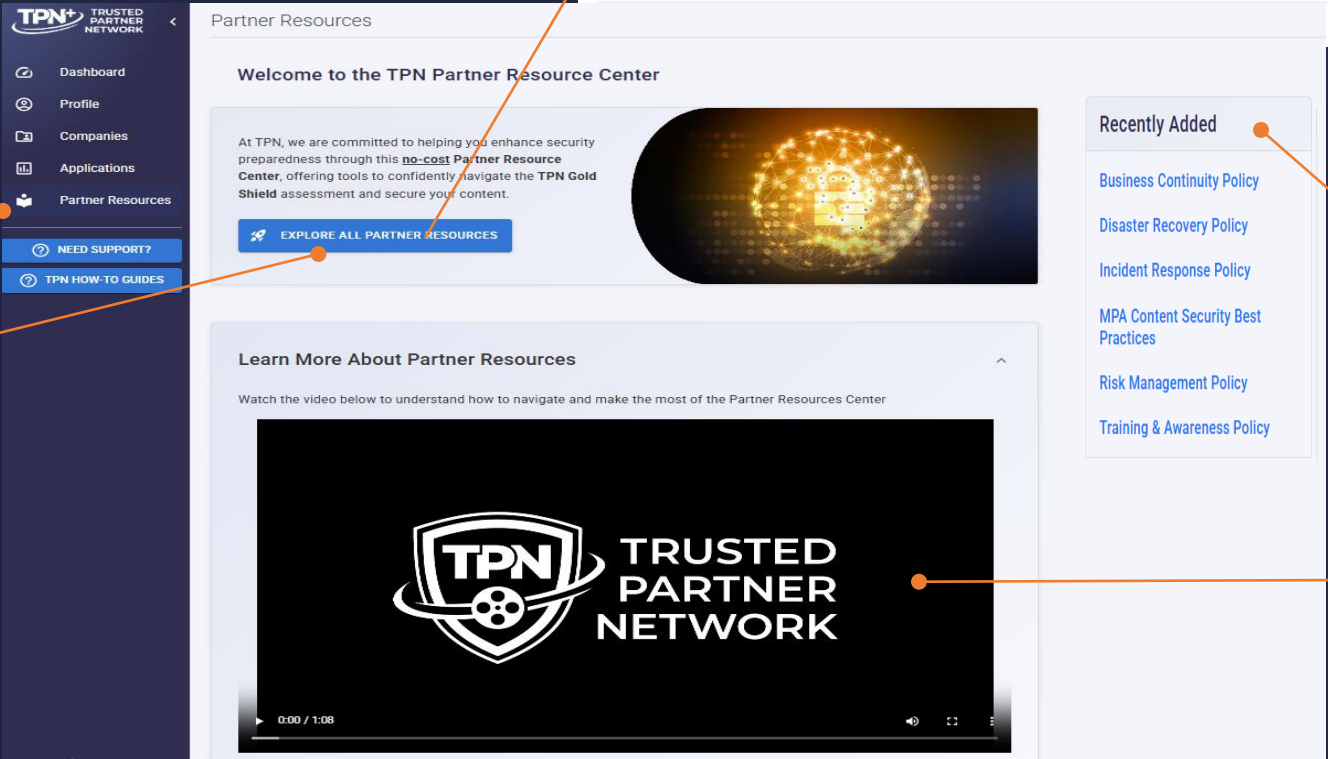 TPN+ TRUSTED
PARTNER
NETWORK
Dashboard
Profile
Companies
Applications
Partner Resources
NEED SUPPORT?
TPN HOW-TO GUIDES
Partner Resources
Welcome to the TPN Partner Resource Center
At TPN, we are committed to helping you enhance security
preparedness through this no-cost Partner Resource
Center, offering tools to confidently navigate the TPN Gold
Shield assessment and secure your content.
EXPLORE ALL PARTNER RESOURCES
Learn More About Partner Resources
Watch the video below to understand how to navigate and make the most of the Partner Resources Center
TPN
TRUSTED
PARTNER
NETWORK
0:00 / 1:08
Recently Added
Business Continuity Policy
Disaster Recovery Policy
Incident Response Policy
MPA Content Security Best
Practices
Risk Management Policy
Training & Awareness Policy